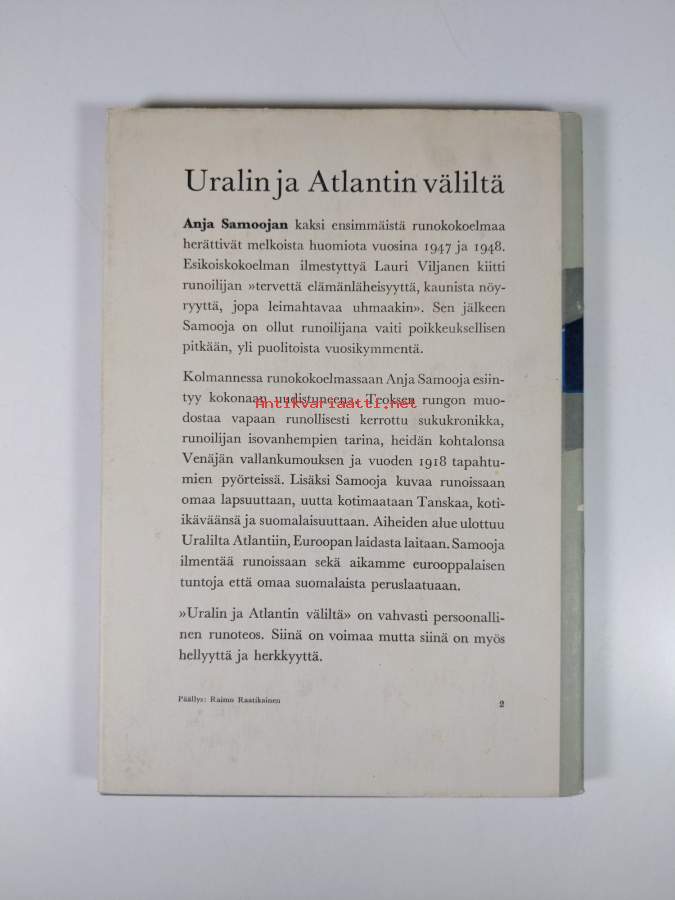 Uralin ja Atlantin väliltä
Anja Samoojan kaksi ensimmäistä runokokoelmaa
herättivät melkoista huomiota vuosina 1947 ja 1948.
Esikoiskokoelman ilmestyttyä Lauri Viljanen kiitti
runoilijan »tervettä elämänläheisyyttä, kaunista nöy-
ryyttä, jopa leimahtavaa uhmaakin». Sen jälkeen
Samooja on ollut runoilijana vaiti poikkeuksellisen
pitkään, yli puolitoista vuosikymmentä.
Kolmannessa runokokoelmassaan Anja Samooja esiin-
tyy kokonaan uudistuneena. Teoksen rungon muo-
Antikvariaatti.net
dostaa vapaan runollisesti kerrottu sukukronikka,
runoilijan isovanhempien tarina, heidän kohtalonsa
Venäjän vallankumouksen ja vuoden 1918 tapahtu-
mien pyörteissä. Lisäksi Samooja kuvaa runoissaan
omaa lapsuuttaan, uutta kotimaataan Tanskaa, koti-
ikäväänsä ja suomalaisuuttaan. Aiheiden alue ulottuu
Uralilta Atlantiin, Euroopan laidasta laitaan. Samooja
ilmentää runoissaan sekä aikamme eurooppalaisen
tuntoja että omaa suomalaista peruslaatuaan.
»Uralin ja Atlantin väliltä» on vahvasti persoonalli-
nen runoteos. Siinä on voimaa mutta siinä on myös
hellyyttä ja herkkyyttä.
Päällys: Raimo Raatikainen
2